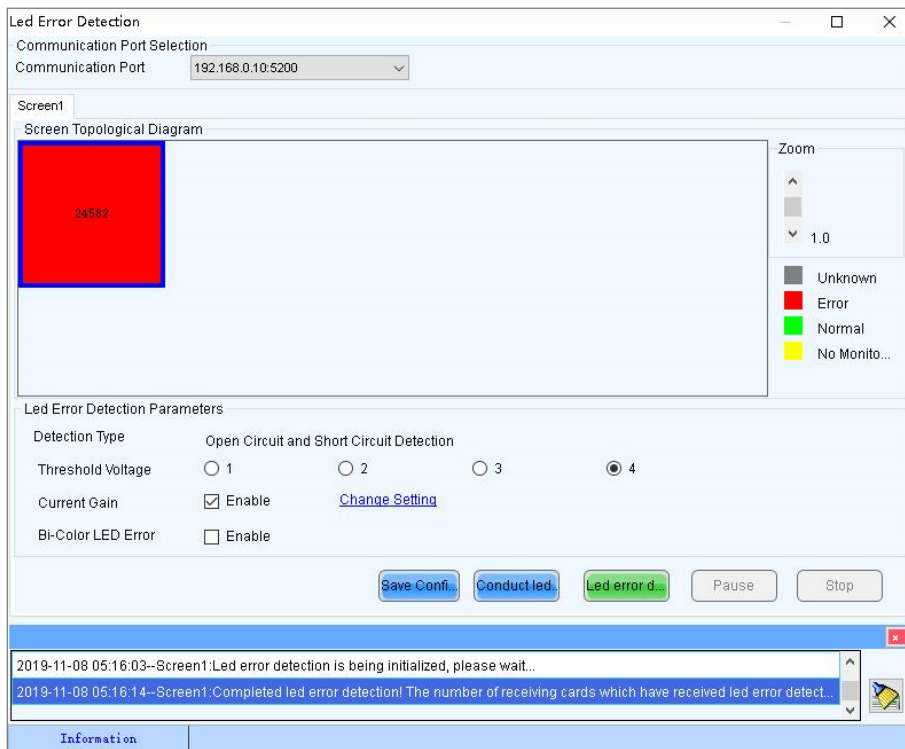 Led Error Detection
Communication Port Selection
Communication Port 192.168.0.10:5200
Screen1
Screen Topological Diagram
24582
Zoom
1.0
Unknown
Error
Normal
No Monito...
Led Error Detection Parameters
Detection Type Open Circuit and Short Circuit Detection
Threshold Voltage 1 2 3 4
Current Gain Enable Change Setting
Bi-Color LED Error Enable
Save Confi... Conduct led.. Led error d... Pause Stop
2019-11-08 05:16:03--Screen1:Led error detection is being initialized, please wait...
2019-11-08 05:16:14--Screen1:Completed led error detection! The number of receiving cards which have received led error detect...
Information